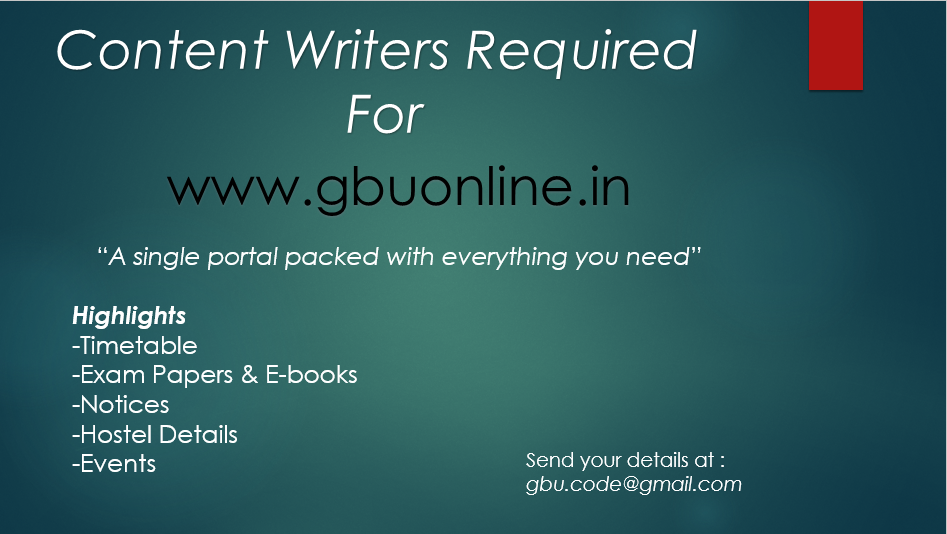 Content Writers Required
For
www.gbuonline.in
“A single portal packed with everything you need”
Highlights
-Timetable
-Exam Papers & E-books
-Notices
-Hostel Details
-Events
Send your details at :
gbu.code@gmail.com